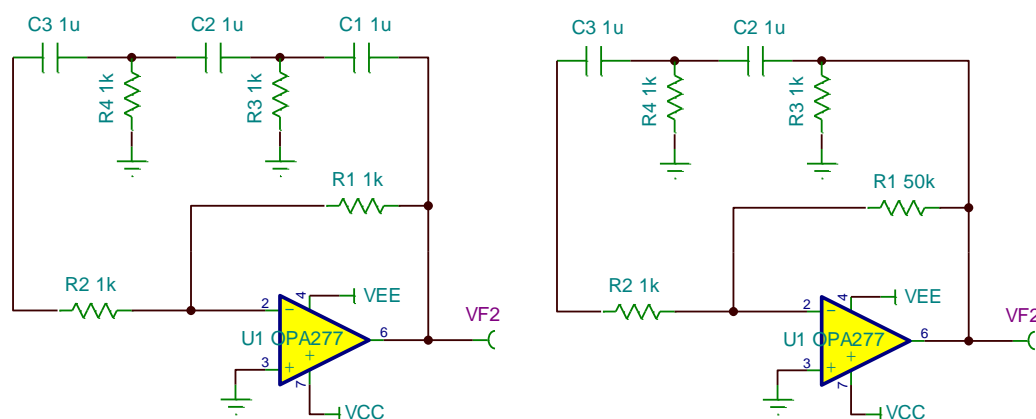 C3 1u
C2 1u
C1 1u
R4 1k
R3 1k
R1 1k
R2 1k
4
VEE
2
U1 OPA277
6
VF2
3
7
VCC
C3 1u
C2 1u
R4 1k
R3 1k
R1 50k
R2 1k
4
VEE
2
U1 OPA277
6
VF2
3
7
VCC